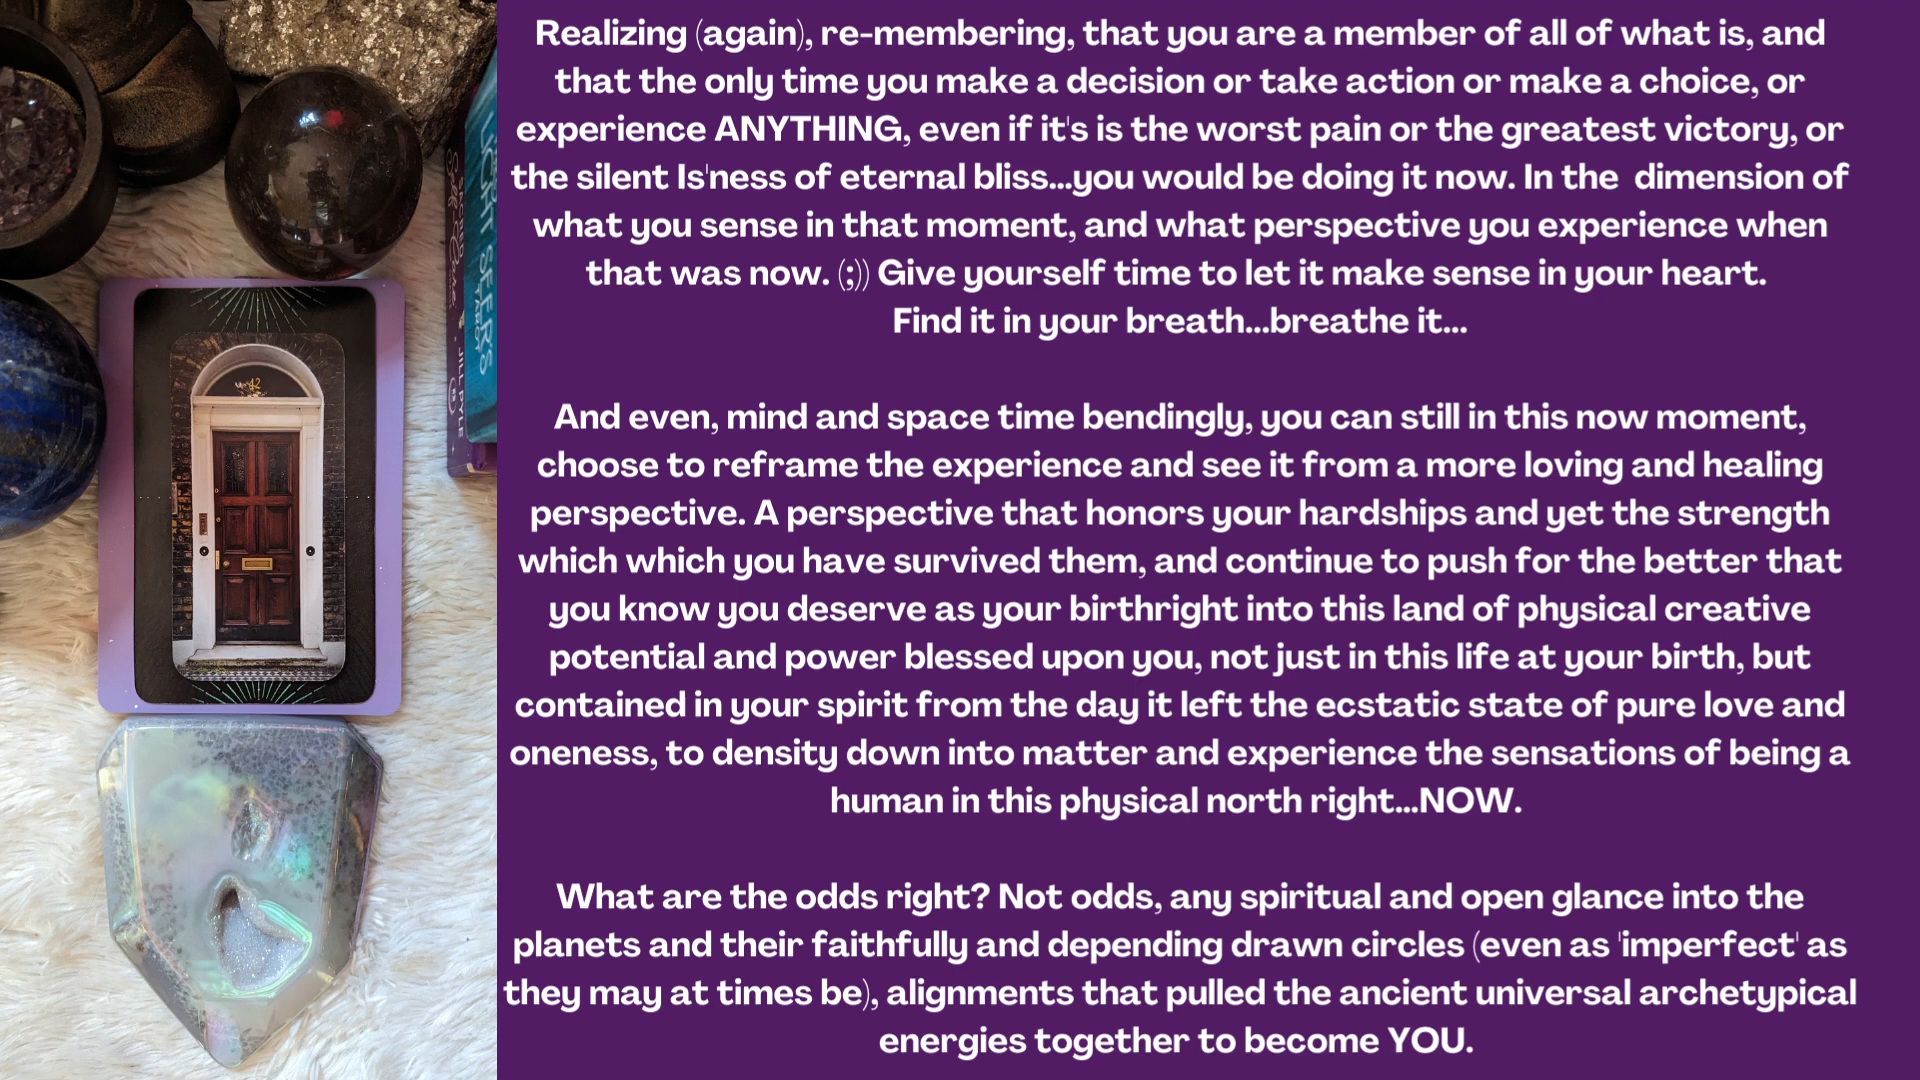 Realizing (again), re-membering, that you are a member of all of what is, and
that the only time you make a decision or take action or make a choice, or
experience ANYTHING, even if it's is the worst pain or the greatest victory, or
the silent Is'ness of eternal bliss...you would be doing it now. In the  dimension of
what you sense in that moment, and what perspective you experience when
that was now. (;)) Give yourself time to let it make sense in your heart.
Find it in your breath...breathe it...
And even, mind and space time bendingly, you can still in this now moment,
choose to reframe the experience and see it from a more loving and healing
perspective. A perspective that honors your hardships and yet the strength
which which you have survived them, and continue to push for the better that
you know you deserve as your birthright into this land of physical creative
potential and power blessed upon you, not just in this life at your birth, but
contained in your spirit from the day it left the ecstatic state of pure love and
oneness, to density down into matter and experience the sensations of being a
human in this physical north right...NOW.
What are the odds right? Not odds, any spiritual and open glance into the
planets and their faithfully and depending drawn circles (even as 'imperfect' as
they may at times be), alignments that pulled the ancient universal archetypical
energies together to become YOU.
LIGHT SEER'S
TAROT
JILL PYLE
42